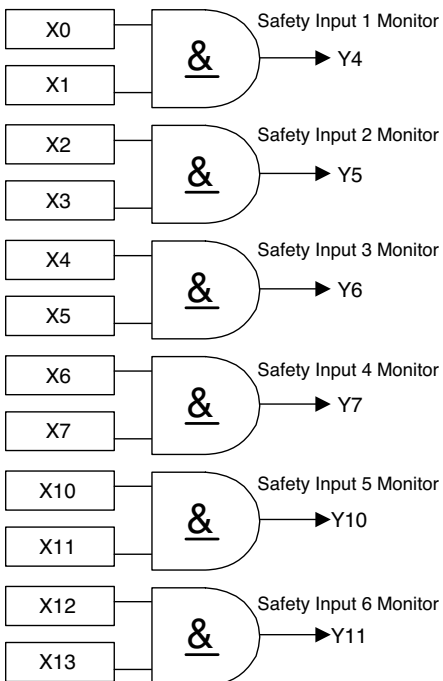 X0
Safety Input 1 Monitor
&
Y4
X1
X2
Safety Input 2 Monitor
&
Y5
X3
X4
Safety Input 3 Monitor
&
Y6
X5
X6
Safety Input 4 Monitor
&
Y7
X7
X10
Safety Input 5 Monitor
&
Y10
X11
X12
Safety Input 6 Monitor
&
Y11
X13